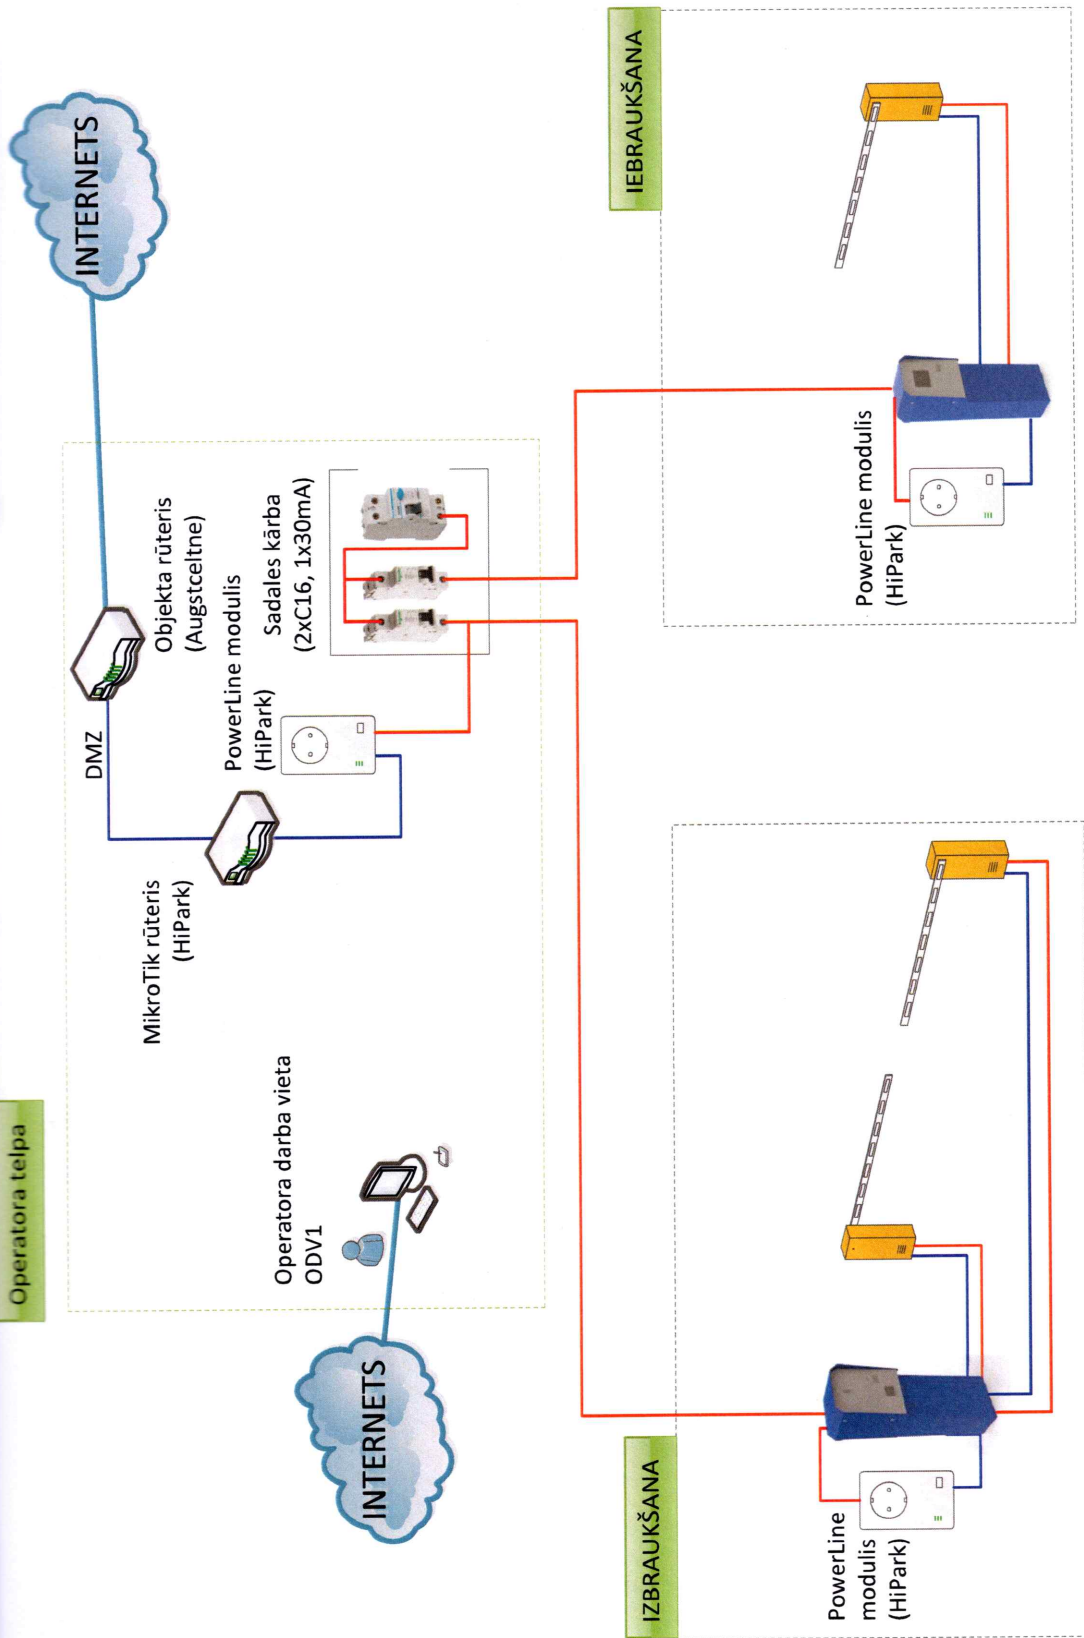 Operatora telpa
INTERNETS
DMZ
Objekta rūteris
(Augstceltne)
MikroTik rūteris
(HiPark)
PowerLine modulis
(HiPark)
Sadales kārba
(2xC16, 1x30mA)
Operatora darba vieta
ODV1
INTERNETS
IZBRAUKŠANA
PowerLine
modulis
(HiPark)
IEBRAUKŠANA
PowerLine modulis
(HiPark)